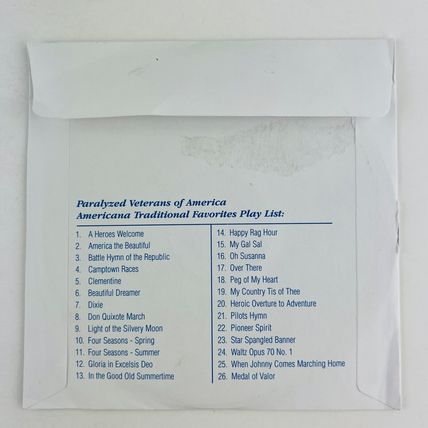 Paralyzed Veterans of America
Americana Traditional Favorites Play List:
1. A Heroes Welcome
2. America the Beautiful
3. Battle Hymn of the Republic
4. Camptown Races
5. Clementine
6. Beautiful Dreamer
7. Dixie
8. Don Quixote March
9. Light of the Silvery Moon
10. Four Seasons - Spring
11. Four Seasons - Summer
12. Gloria in Excelsis Deo
13. In the Good Old Summertime
14. Happy Rag Hour
15. My Gal Sal
16. Oh Susanna
17. Over There
18. Peg of My Heart
19. My Country Tis of Thee
20. Heroic Overture to Adventure
21. Pilots Hymn
22. Pioneer Spirit
23. Star Spangled Banner
24. Waltz Opus 70 No. 1
25. When Johnny Comes Marching Home
26. Medal of Valor